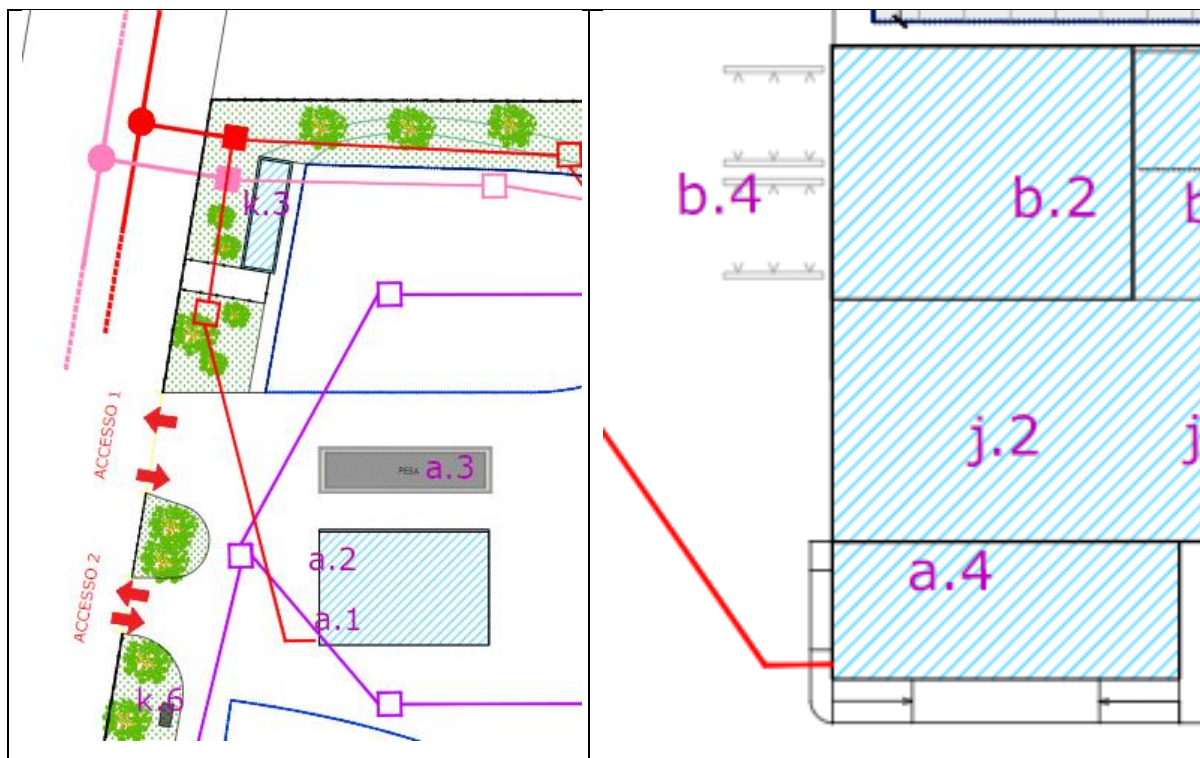 k.3
ACCESSO 1
PESA
a.3
ACCESSO 2
a.2
a.1
k.6
b.4
b.2
b
j.2
j
a.4